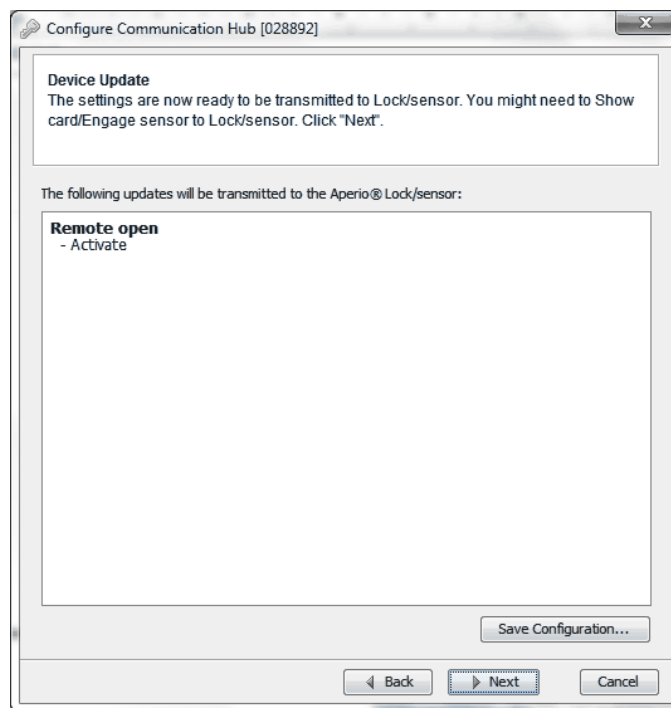 Configure Communication Hub [028892]
x
Device Update
The settings are now ready to be transmitted to Lock/sensor. You might need to Show
card/Engage sensor to Lock/sensor. Click "Next".
The following updates will be transmitted to the Aperio® Lock/sensor:
Remote open
- Activate
Save Configuration...
Back
Next
Cancel